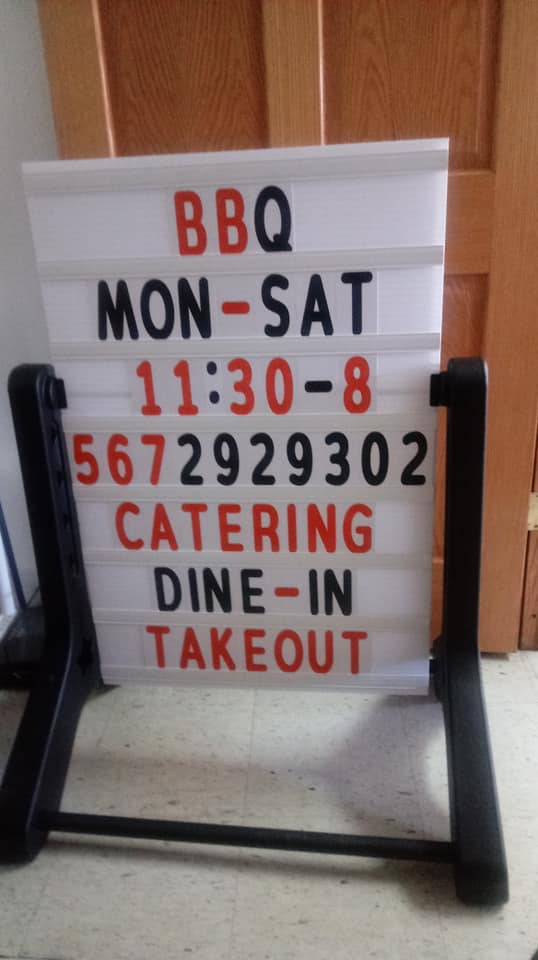 BBQ
MON-SAT
11:30-8
5672929302
CATERING
DINE-IN
TAKEOUT